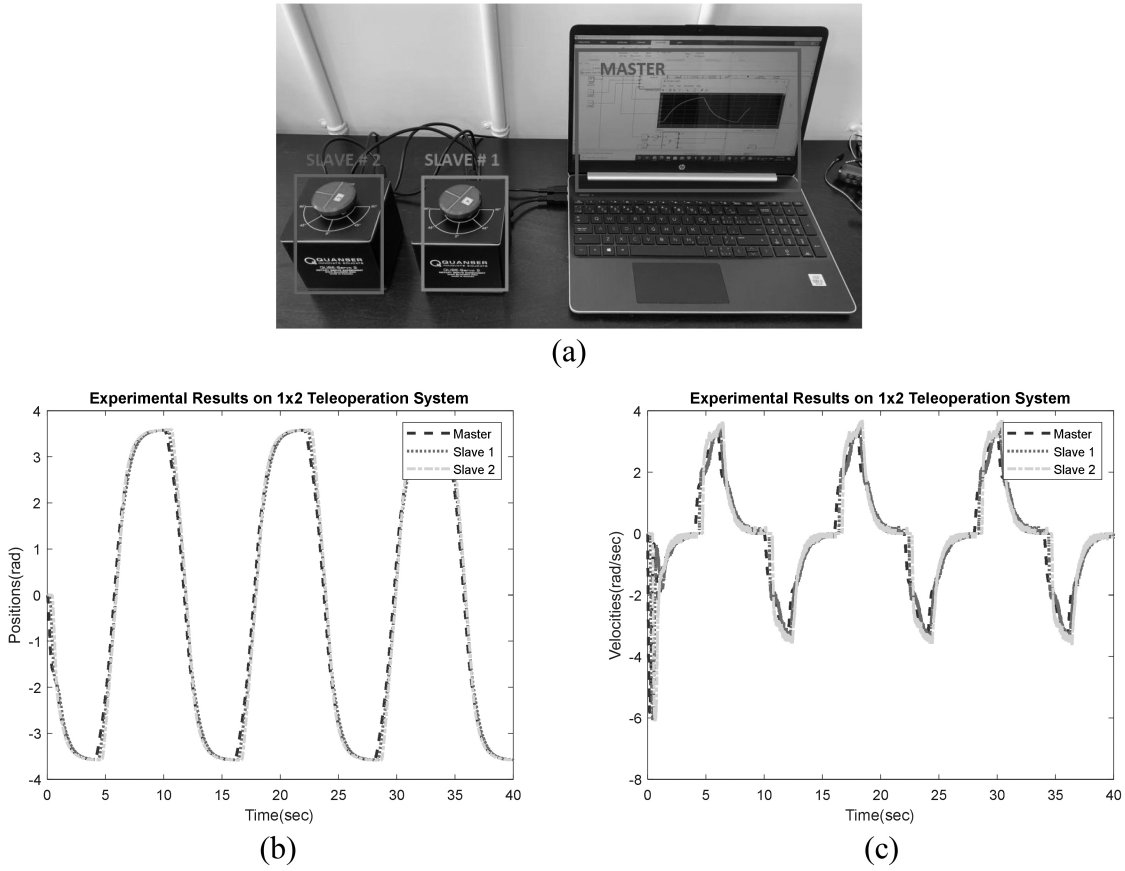 MASTER
SLAVE # 2
SLAVE # 1
QUANSER
QUANSER
hp
(a)
Experimental Results on 1x2 Teleoperation System
Positions(rad)
4
3
2
1
0
-1
-2
-3
-4
0
5
10
15
20
25
30
35
40
Time(sec)
Master
Slave 1
Slave 2
(b)
Experimental Results on 1x2 Teleoperation System
Velocities(rad/sec)
4
2
0
-2
-4
-6
-8
0
5
10
15
20
25
30
35
40
Time(sec)
Master
Slave 1
Slave 2
(c)